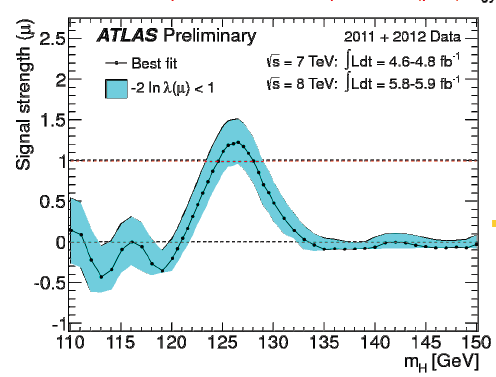 ATLAS Preliminary
2011 + 2012 Data
Best fit
-2 ln λ(μ) < 1
√s = 7 TeV: ∫Ldt = 4.6-4.8 fb-1
√s = 8 TeV: ∫Ldt = 5.8-5.9 fb-1
Signal strength (μ)
2.5
2
1.5
1
0.5
0
-0.5
-1
110 115 120 125 130 135 140 145 150
mH [GeV]